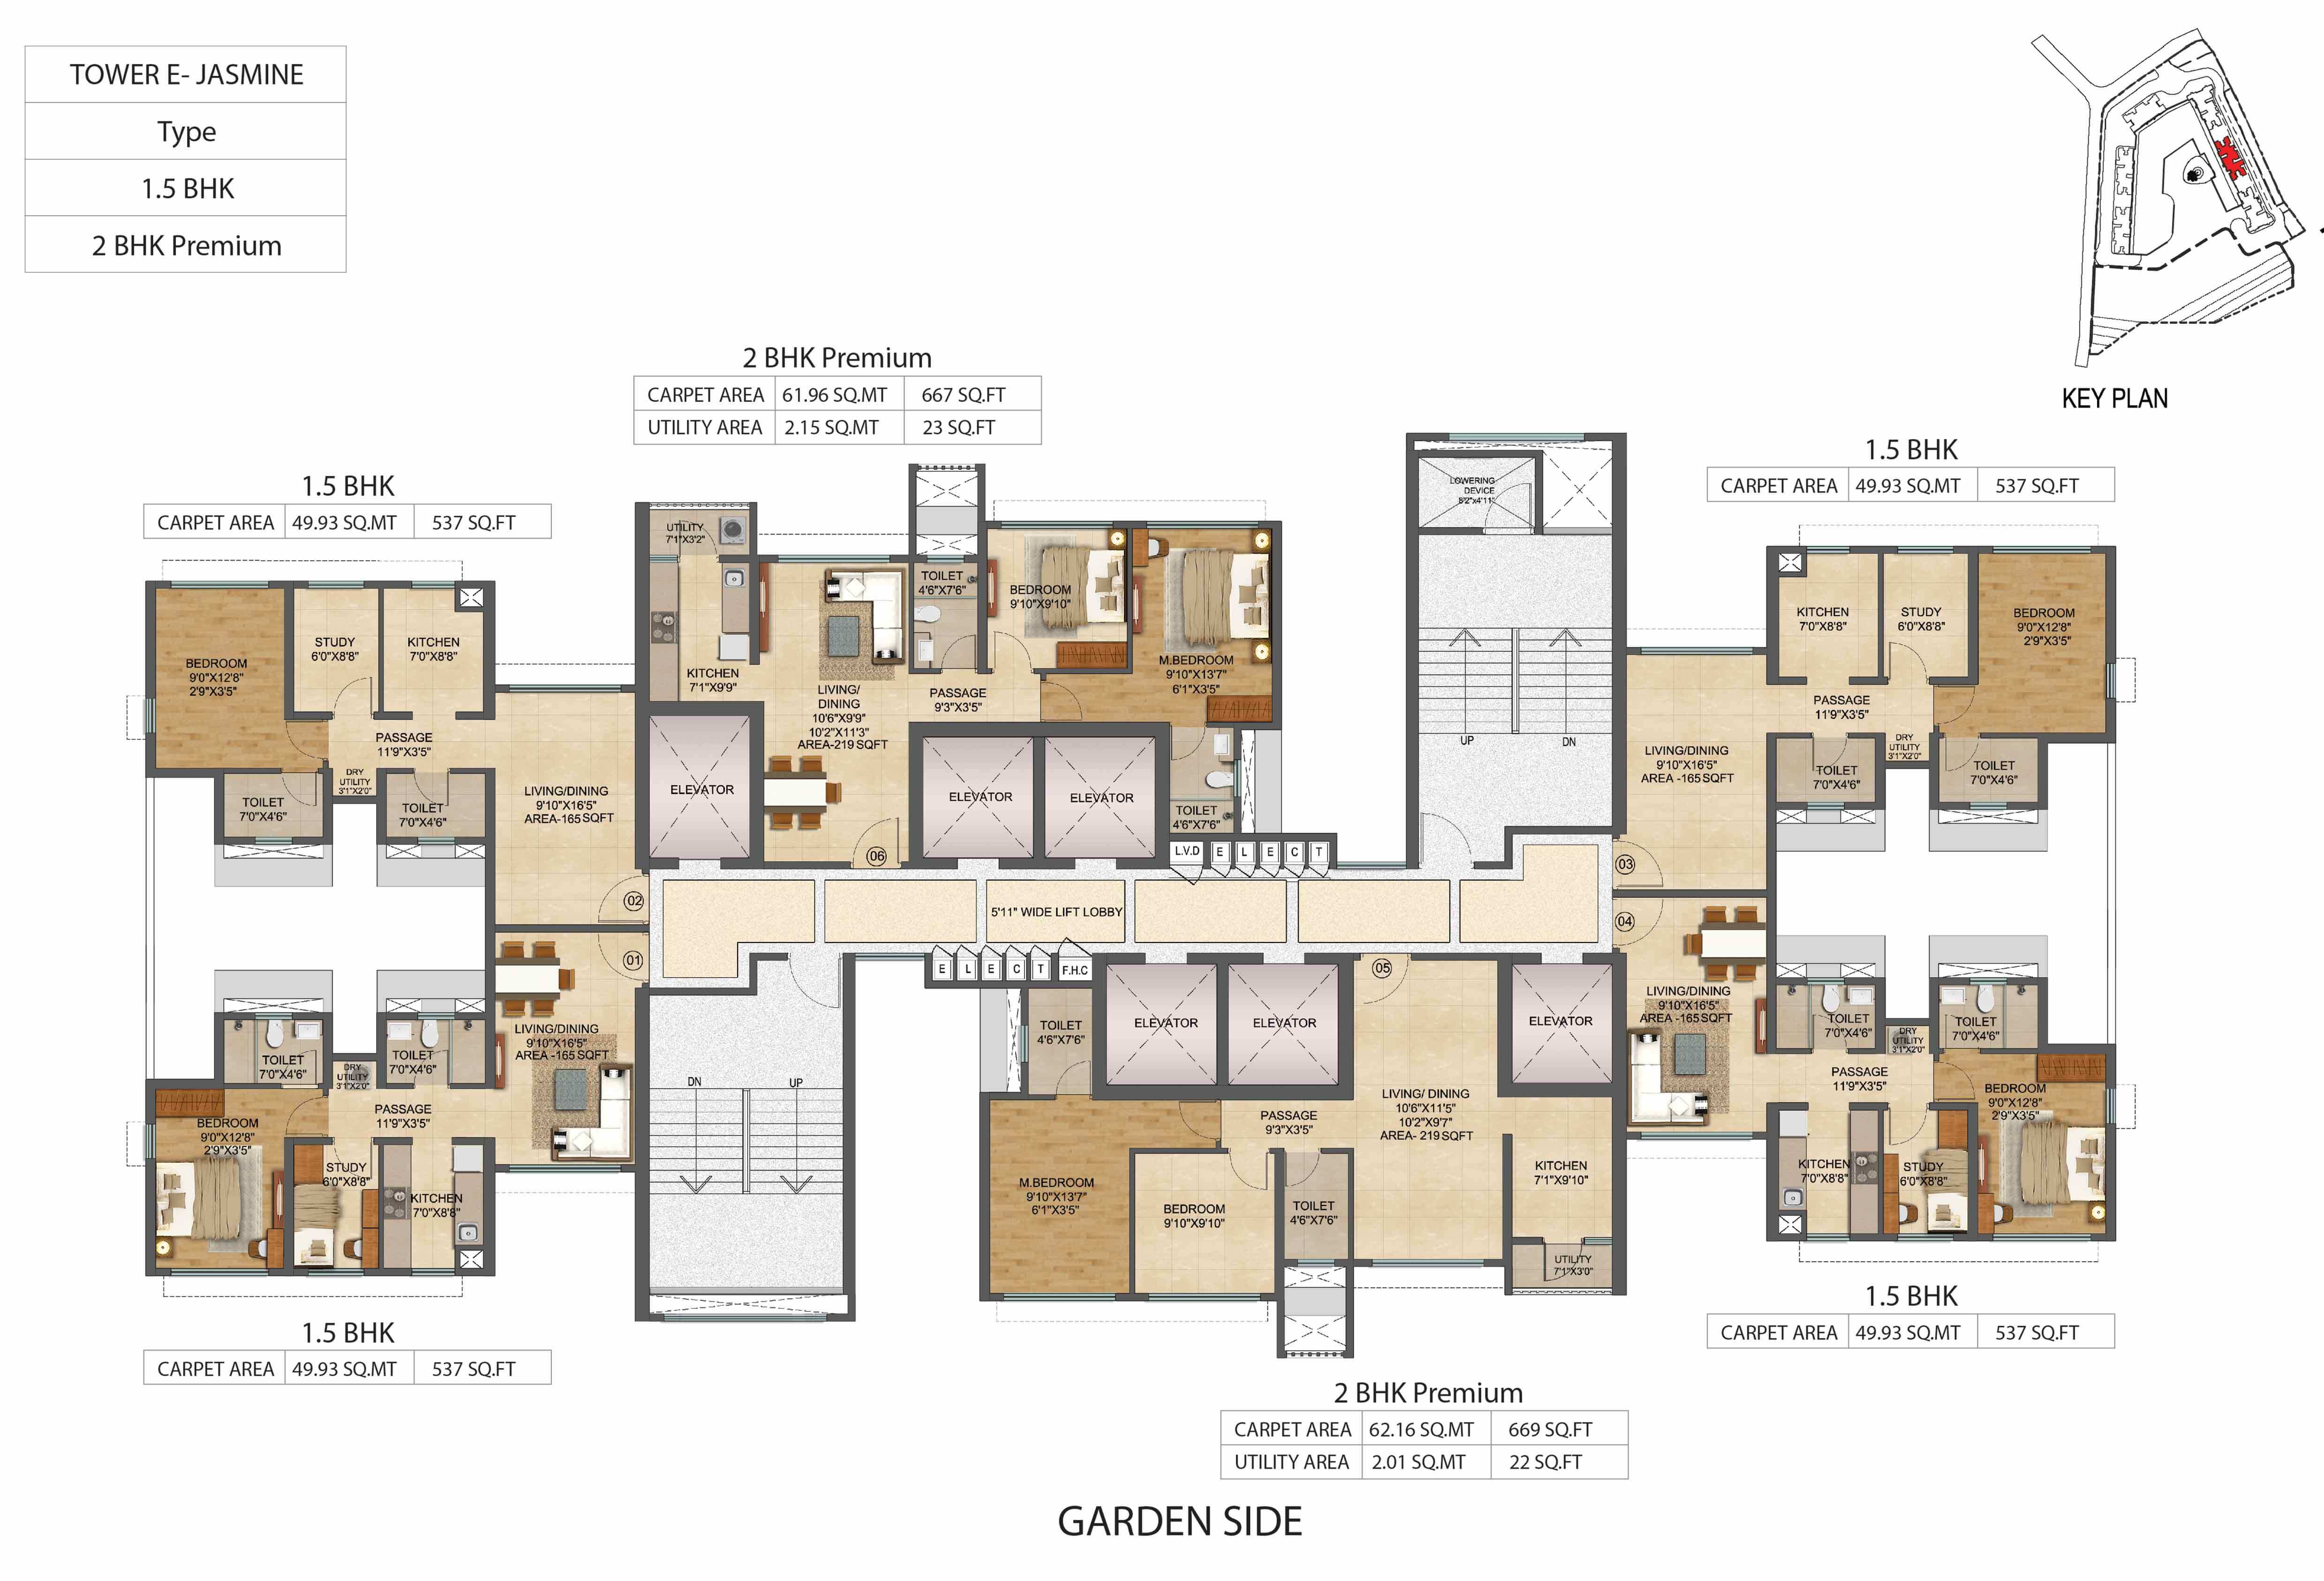 TOWER E- JASMINE
Type
1.5 BHK
2 BHK Premium
KEY PLAN
2 BHK Premium
CARPET AREA 61.96 SQ.MT 667 SQ.FT
UTILITY AREA 2.15 SQ.MT 23 SQ.FT
1.5 BHK
CARPET AREA 49.93 SQ.MT 537 SQ.FT
1.5 BHK
CARPET AREA 49.93 SQ.MT 537 SQ.FT
BEDROOM
9'0"X12'8"
2'9"X3'5"
STUDY
6'0"X8'8"
KITCHEN
7'0"X8'8"
PASSAGE
11'9"X3'5"
DRY
UTILITY
3'1"X2'0"
TOILET
7'0"X4'6"
TOILET
7'0"X4'6"
LIVING/DINING
9'10"X16'5"
AREA-165 SQFT
02
UTILITY
7'1"X3'2"
KITCHEN
7'1"X9'9"
LIVING/
DINING
10'6"X9'9"
10'2"X11'3"
AREA-219 SQFT
TOILET
4'6"X7'6"
BEDROOM
9'10"X9'10"
M.BEDROOM
9'10"X13'7"
6'1"X3'5"
PASSAGE
9'3"X3'5"
TOILET
4'6"X7'6"
06
ELEVATOR
ELEVATOR
ELEVATOR
L.V.D E L E C T
LOWERING
DEVICE
5'2"x4'11"
UP
DN
KITCHEN
7'0"X8'8"
STUDY
6'0"X8'8"
BEDROOM
9'0"X12'8"
2'9"X3'5"
PASSAGE
11'9"X3'5"
DRY
UTILITY
3'1"X2'0"
TOILET
7'0"X4'6"
TOILET
7'0"X4'6"
LIVING/DINING
9'10"X16'5"
AREA -165 SQFT
03
5'11" WIDE LIFT LOBBY
01
LIVING/DINING
9'10"X16'5"
AREA -165 SQFT
TOILET
7'0"X4'6"
DRY
UTILITY
3'1"X2'0"
TOILET
7'0"X4'6"
PASSAGE
11'9"X3'5"
BEDROOM
9'0"X12'8"
2'9"X3'5"
STUDY
6'0"X8'8"
KITCHEN
7'0"X8'8"
DN
UP
E L E C T F.H.C
ELEVATOR
ELEVATOR
ELEVATOR
05
TOILET
4'6"X7'6"
PASSAGE
9'3"X3'5"
LIVING/ DINING
10'6"X11'5"
10'2"X9'7"
AREA- 219 SQFT
M.BEDROOM
9'10"X13'7"
6'1"X3'5"
BEDROOM
9'10"X9'10"
TOILET
4'6"X7'6"
KITCHEN
7'1"X9'10"
UTILITY
7'1"X3'0"
04
LIVING/DINING
9'10"X16'5"
AREA -165 SQFT
TOILET
7'0"X4'6"
DRY
UTILITY
3'1"X2'0"
TOILET
7'0"X4'6"
PASSAGE
11'9"X3'5"
BEDROOM
9'0"X12'8"
2'9"X3'5"
KITCHEN
7'0"X8'8"
STUDY
6'0"X8'8"
1.5 BHK
CARPET AREA 49.93 SQ.MT 537 SQ.FT
1.5 BHK
CARPET AREA 49.93 SQ.MT 537 SQ.FT
2 BHK Premium
CARPET AREA 62.16 SQ.MT 669 SQ.FT
UTILITY AREA 2.01 SQ.MT 22 SQ.FT
GARDEN SIDE